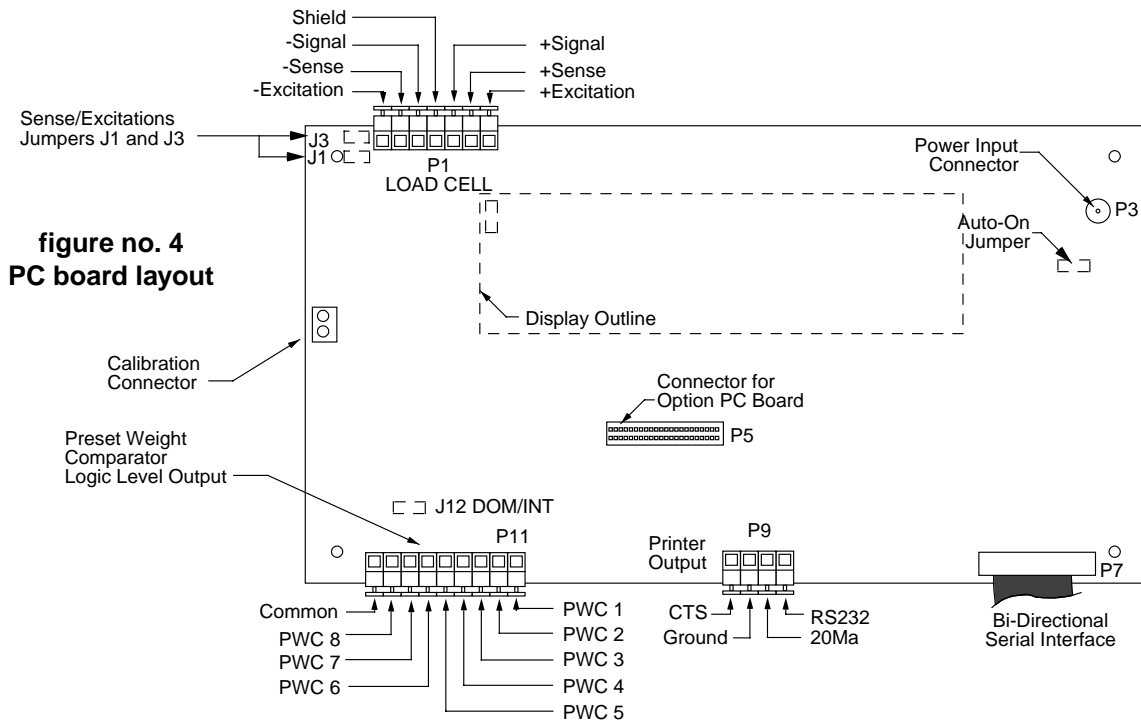 Shield
-Signal
-Sense
-Excitation
+Signal
+Sense
+Excitation
Sense/Excitations
Jumpers J1 and J3
J3
J1
P1
LOAD CELL
Power Input
Connector
P3
Auto-On
Jumper
figure no. 4
PC board layout
Display Outline
Calibration
Connector
Connector for
Option PC Board
P5
Preset Weight
Comparator
Logic Level Output
J12 DOM/INT
P11
Printer
Output
P9
P7
Common
PWC 8
PWC 7
PWC 6
PWC 1
PWC 2
PWC 3
PWC 4
PWC 5
CTS
Ground
RS232
20Ma
Bi-Directional
Serial Interface